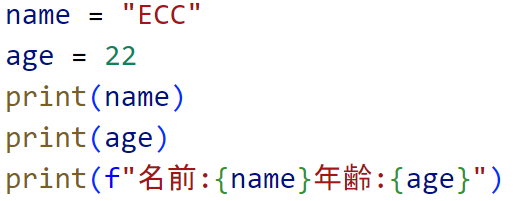 name = "ECC"
age = 22
print(name)
print(age)
print(f"名前:{name}年齢:{age}")